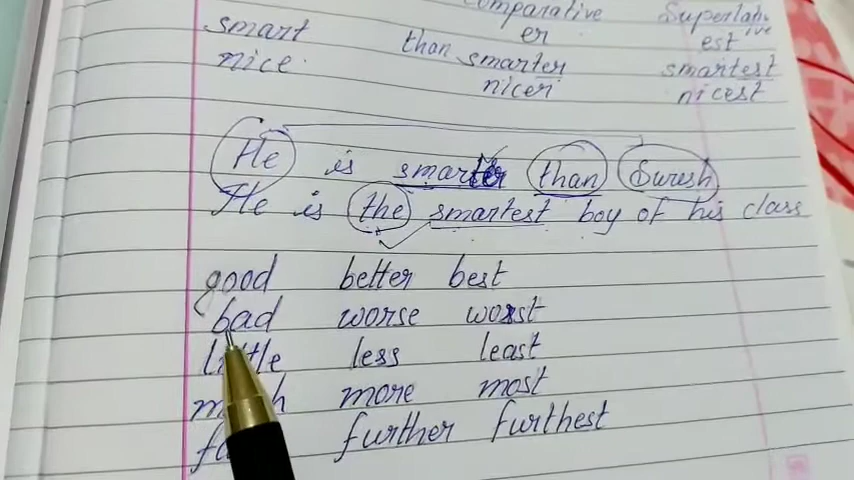 comparative Superlative
smart er est
nice than smarter smartest
nicer nicest
He is smarter than Suresh
He is the smartest boy of his class
good better best
bad worse worst
little less least
more most
further furthest